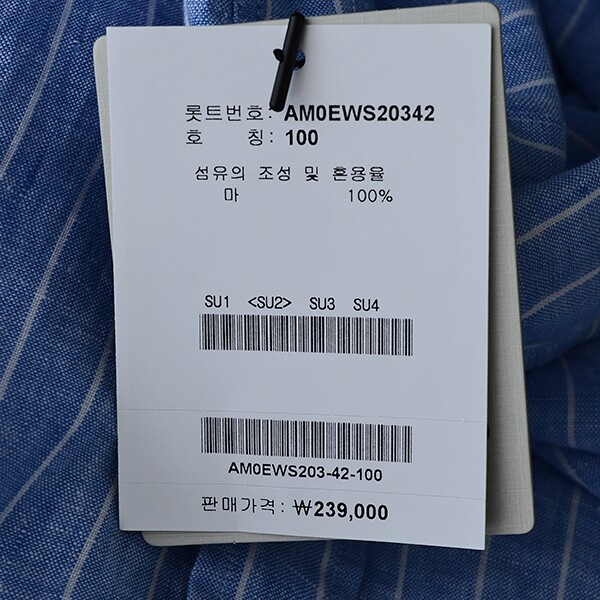 롯트번호: AM0EWS20342
호 칭: 100
섬유의 조성 및 혼용율
마 100%
SU1 <SU2> SU3 SU4
AM0EWS203-42-100
판매가격: ₩239,000